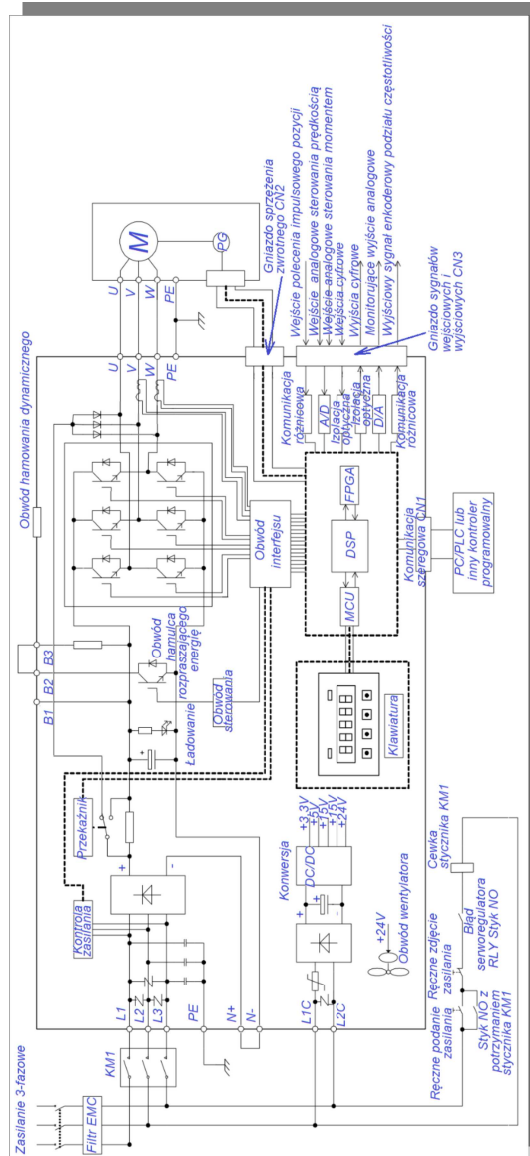 Zasilanie 3-fazowe
Filtr EMC
KM1
L1
L2
L3
PE
N+
N-
L1C
L2C
Ręczne podanie
zasilania
Styk NO z
potrzymaniem
stycznika KM1
Ręczne zdjęcie
zasilania
Błąd
serworegulatora
RLY Styk NO
Cewka
stycznika KM1
Kontrola
zasilania
+
-
Przekaźnik
+
Ładowanie
B1
B2
B3
Obwód
hamulca
rozpraszającego
energię
Obwód
sterowania
Obwód hamowania dynamicznego
+24V
Obwód wentylatora
+
+
-
Konwersja
DC/DC
+3.3V
+5V
+15V
+15V
+24V
Klawiatura
Obwód
interfejsu
MCU
DSP
FPGA
Komunikacja
szeregowa CN1
PC/PLC lub
inny kontroler
programowalny
Komunikacja
różnicowa
A/D
Izolacja
optyczna
Izolacja
optyczna
D/A
Komunikacja
różnicowa
U
V
W
PE
U
V
W
PE
M
PG
Gniazdo sprzężenia
zwrotnego CN2
Wejście polecenia impulsowego pozycji
Wejście analogowe sterowania prędkością
Wejście analogowe sterowania momentem
Wejścia cyfrowe
Wyjścia cyfrowe
Monitorujące wyjście analogowe
Wyjściowy sygnał enkoderowy podziału częstotliwości
Gniazdo sygnałów
wejściowych i
wyjściowych CN3